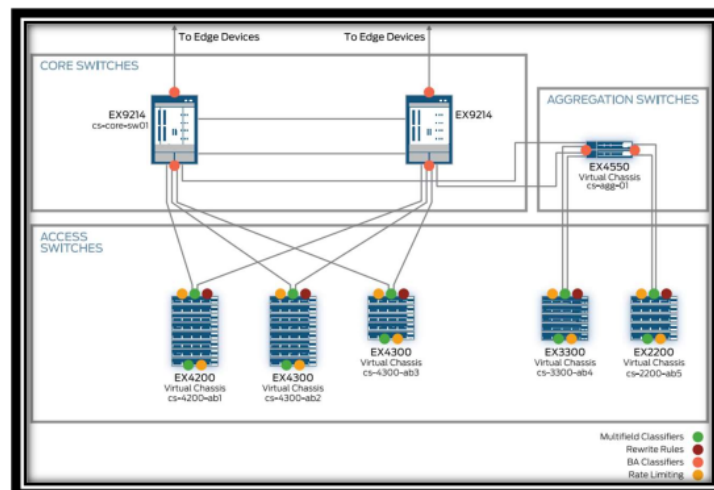 To Edge Devices
To Edge Devices
CORE SWITCHES
EX9214
cs=core=sw01
EX9214
AGGREGATION SWITCHES
EX4550
Virtual Chassis
cs=agg-01
ACCESS
SWITCHES
EX4200
Virtual Chassis
cs=4200=ab1
EX4300
Virtual Chassis
cs=4300=ab2
EX4300
Virtual Chassis
cs-4300-ab3
EX3300
Virtual Chassis
cs-3300-ab4
EX2200
Virtual Chassis
cs=2200-ab5
Multifield Classifiers
Rewrite Rules
BA Classifiers
Rate Limiting